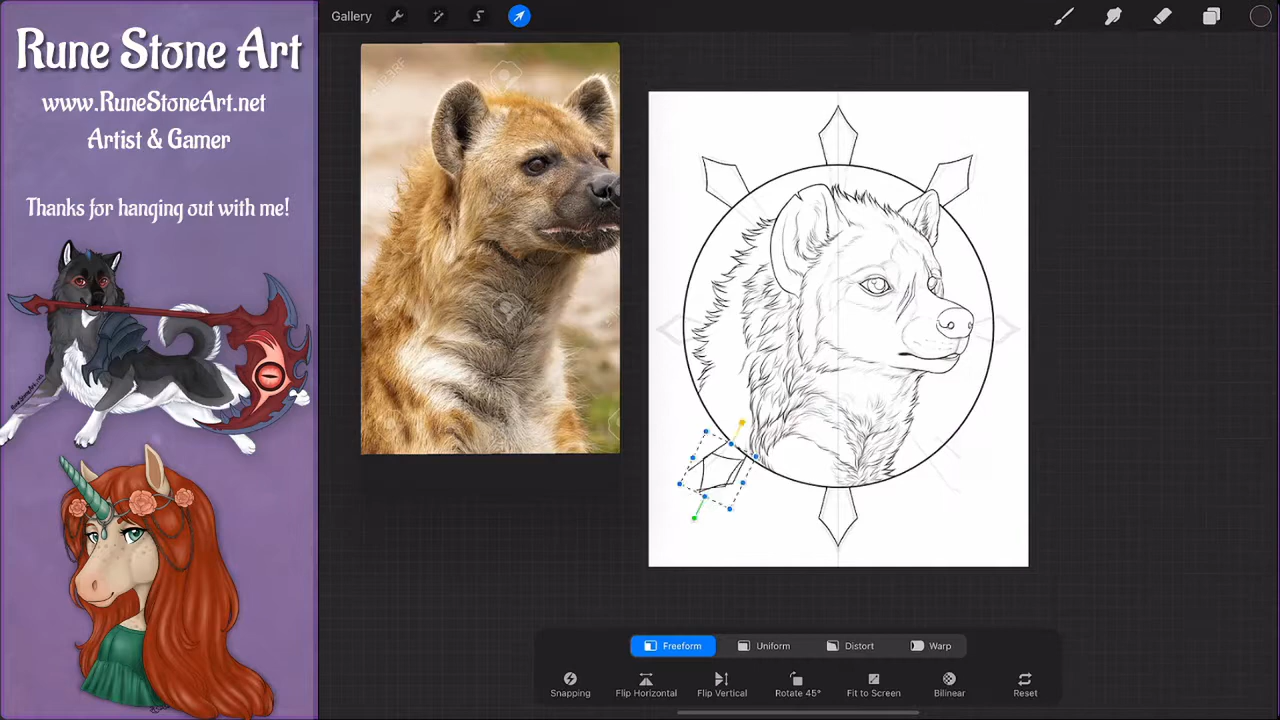 Rune Stone Art
www.RuneStoneArt.net
Artist & Gamer
Thanks for hanging out with me!
Gallery
123RF
Freeform
Uniform
Distort
Warp
Snapping
Flip Horizontal
Flip Vertical
Rotate 45°
Fit to Screen
Bilinear
Reset